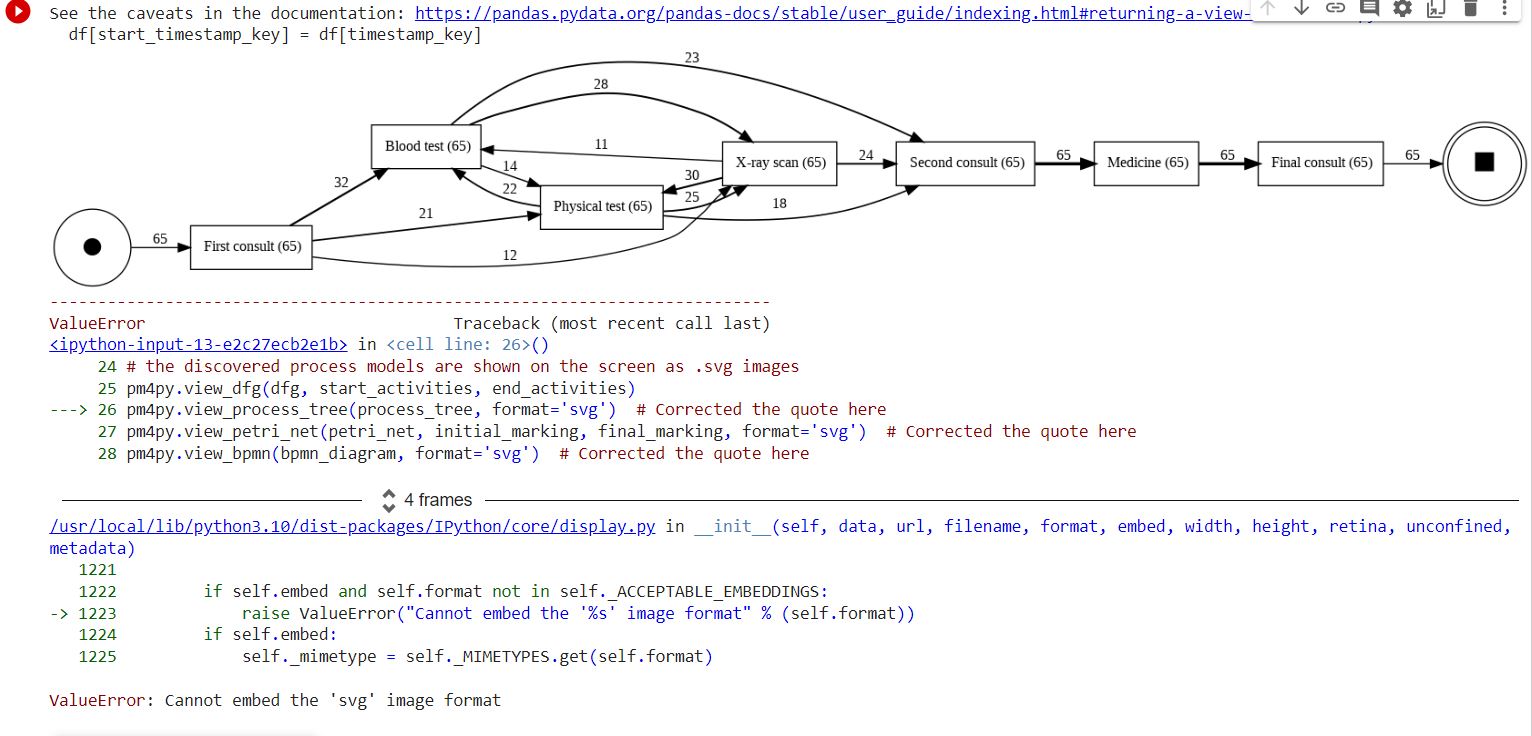 See the caveats in the documentation: https://pandas.pydata.org/pandas-docs/stable/user_guide/indexing.html#returning-a-view-
df[start_timestamp_key] = df[timestamp_key]
23
28
Blood test (65)
11
X-ray scan (65)
24
Second consult (65)
65
Medicine (65)
65
Final consult (65)
65
14
32
22
30
25
Physical test (65)
18
21
65
First consult (65)
12
---------------------------------------------------------------------------
ValueError Traceback (most recent call last)
<ipython-input-13-e2c27ecb2e1b> in <cell line: 26>()
24 # the discovered process models are shown on the screen as .svg images
25 pm4py.view_dfg(dfg, start_activities, end_activities)
---> 26 pm4py.view_process_tree(process_tree, format='svg') # Corrected the quote here
27 pm4py.view_petri_net(petri_net, initial_marking, final_marking, format='svg') # Corrected the quote here
28 pm4py.view_bpmn(bpmn_diagram, format='svg') # Corrected the quote here
4 frames
/usr/local/lib/python3.10/dist-packages/IPython/core/display.py in __init__(self, data, url, filename, format, embed, width, height, retina, unconfined,
metadata)
1221
1222 if self.embed and self.format not in self._ACCEPTABLE_EMBEDDINGS:
-> 1223 raise ValueError("Cannot embed the '%s' image format" % (self.format))
1224 if self.embed:
1225 self._mimetype = self._MIMETYPES.get(self.format)
ValueError: Cannot embed the 'svg' image format